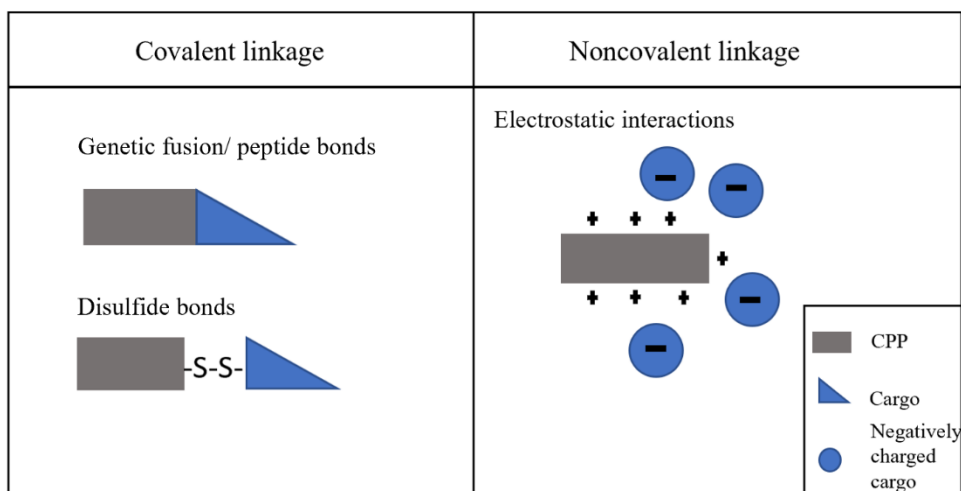 Covalent linkage
Noncovalent linkage
Genetic fusion/ peptide bonds
Disulfide bonds
-S-S-
Electrostatic interactions
+ + +
+
+ + +
−
−
−
−
CPP
Cargo
Negatively
charged
cargo